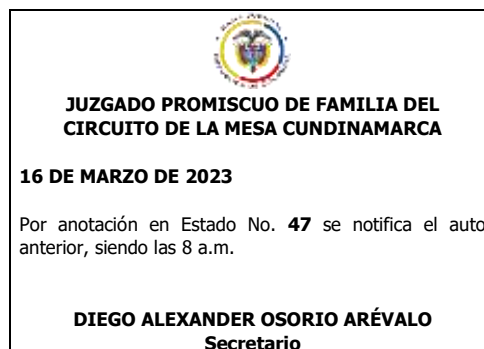 JUZGADO PROMISCUO DE FAMILIA DEL
CIRCUITO DE LA MESA CUNDINAMARCA
16 DE MARZO DE 2023
Por anotación en Estado No. 47 se notifica el auto
anterior, siendo las 8 a.m.
DIEGO ALEXANDER OSORIO ARÉVALO
Secretario